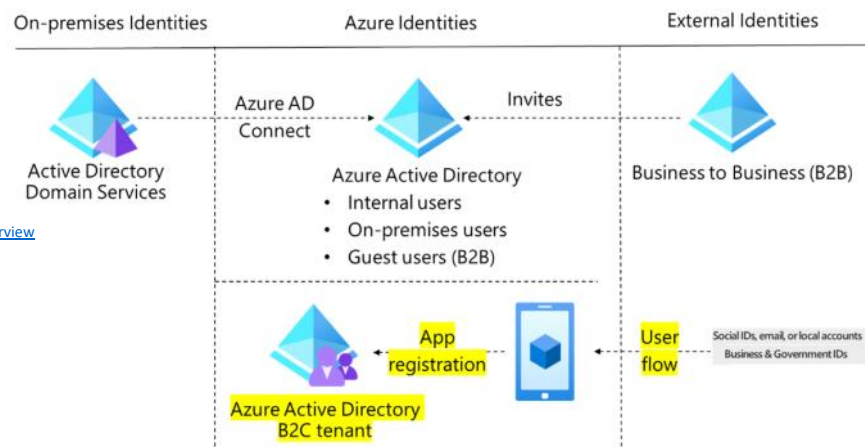 On-premises Identities
Azure Identities
External Identities
Azure AD
Connect
Invites
Active Directory
Domain Services
Azure Active Directory
Business to Business (B2B)
• Internal users
• On-premises users
• Guest users (B2B)
rview
App
registration
User
flow
Social IDs, email, or local accounts
Business & Government IDs
Azure Active Directory
B2C tenant